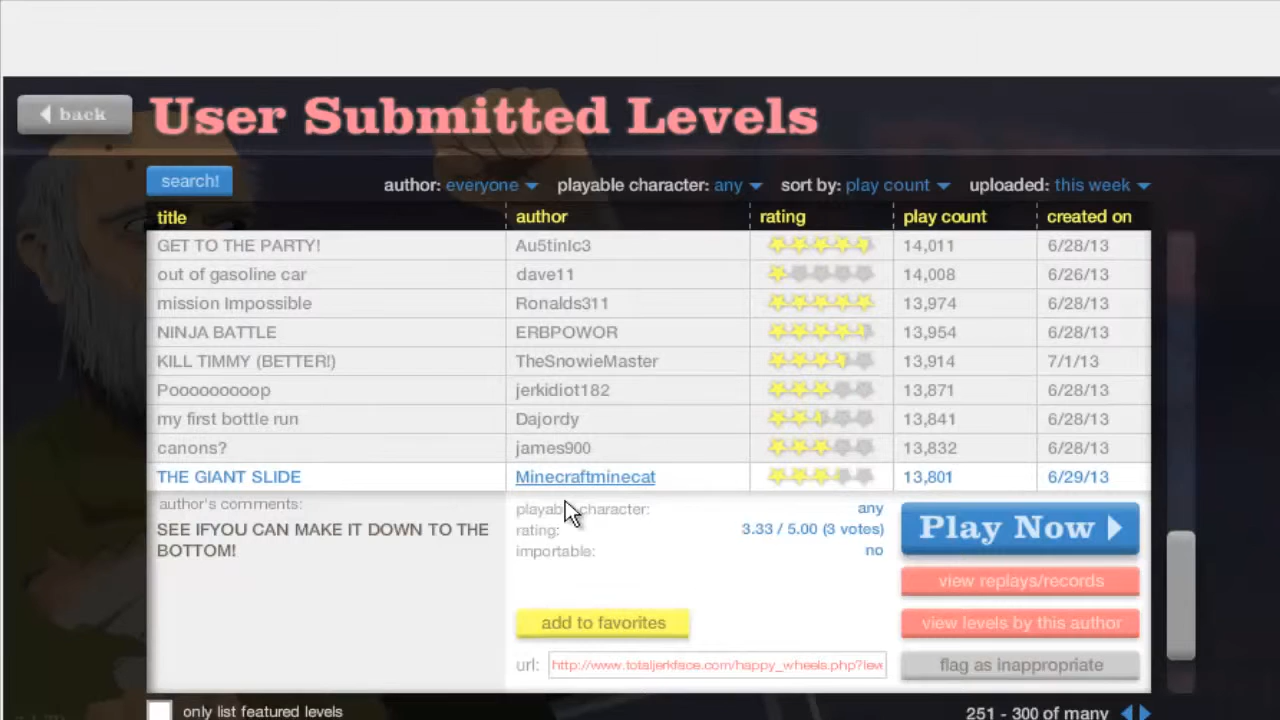 back
User Submitted Levels
search! author: everyone playable character: any sort by: play count uploaded: this week
title author rating play count created on
GET TO THE PARTY! Au5tinIc3 14,011 6/28/13
out of gasoline car dave11 14,008 6/26/13
mission Impossible Ronalds311 13,974 6/28/13
NINJA BATTLE ERBPOWOR 13,954 6/28/13
KILL TIMMY (BETTER!) TheSnowieMaster 13,914 7/1/13
Poooooooop jerkidiot182 13,871 6/28/13
my first bottle run Dajordy 13,841 6/28/13
canons? james900 13,832 6/28/13
THE GIANT SLIDE Minecraftminecat 13,801 6/29/13
author's comments:
SEE IFYOU CAN MAKE IT DOWN TO THE
BOTTOM!
playable character: any
rating: 3.33 / 5.00 (3 votes)
importable: no
Play Now
view replays/records
add to favorites
view levels by this author
url: http://www.totaljerkface.com/happy_wheels.php?leve
flag as inappropriate
only list featured levels
251 - 300 of many